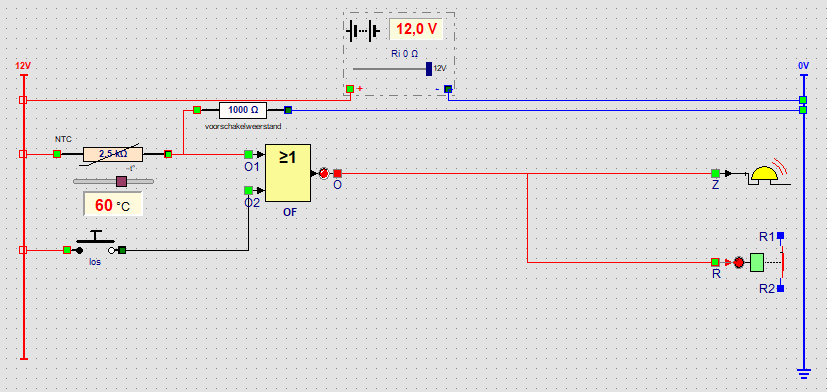 12,0 V
Ri 0 Ω
12V
+ -
12V
0V
1000 Ω
voorschakelweerstand
NTC
2,5 kΩ
-t°
60 °C
O1
≥1
O
O2
OF
los
Z
R1
R
R2